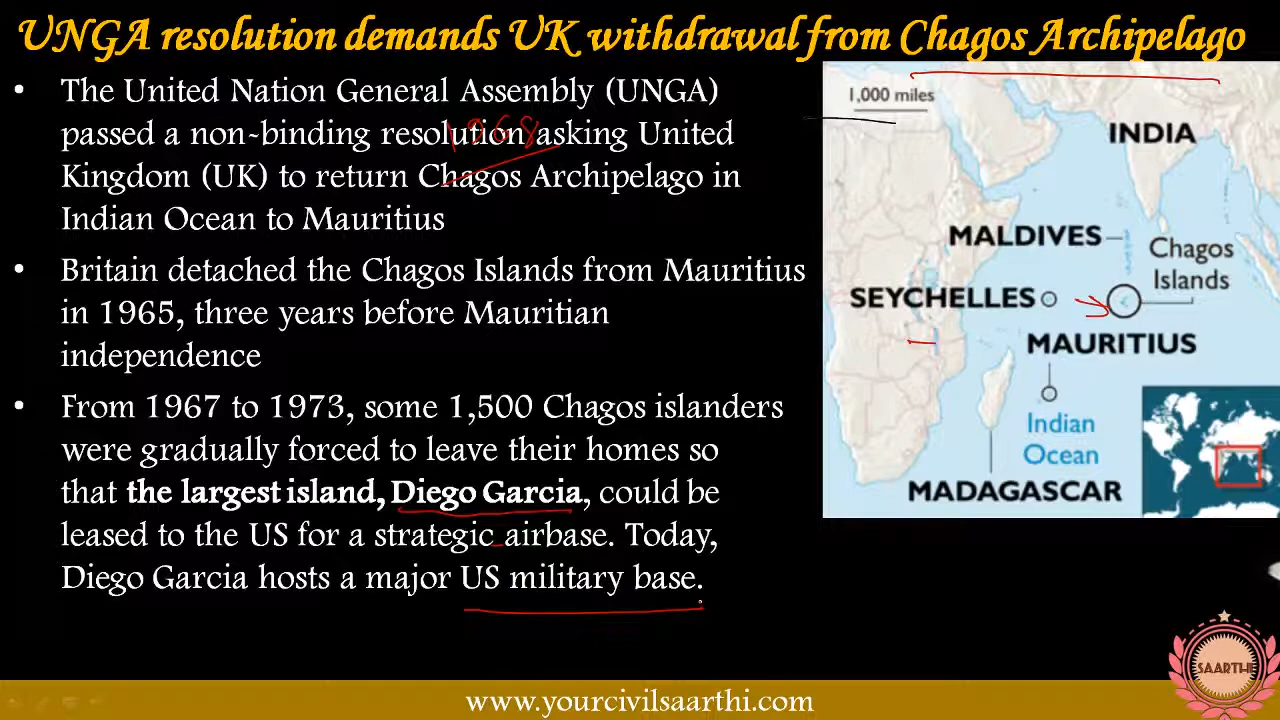 UNGA resolution demands UK withdrawal from Chagos Archipelago
• The United Nation General Assembly (UNGA)
passed a non-binding resolution asking United
Kingdom (UK) to return Chagos Archipelago in
Indian Ocean to Mauritius
1968
• Britain detached the Chagos Islands from Mauritius
in 1965, three years before Mauritian
independence
• From 1967 to 1973, some 1,500 Chagos islanders
were gradually forced to leave their homes so
that the largest island, Diego Garcia, could be
leased to the US for a strategic airbase. Today,
Diego Garcia hosts a major US military base.
1,000 miles
INDIA
MALDIVES
Chagos
Islands
SEYCHELLES
MAURITIUS
Indian
Ocean
MADAGASCAR
SAARTHI
www.yourcivilsaarthi.com